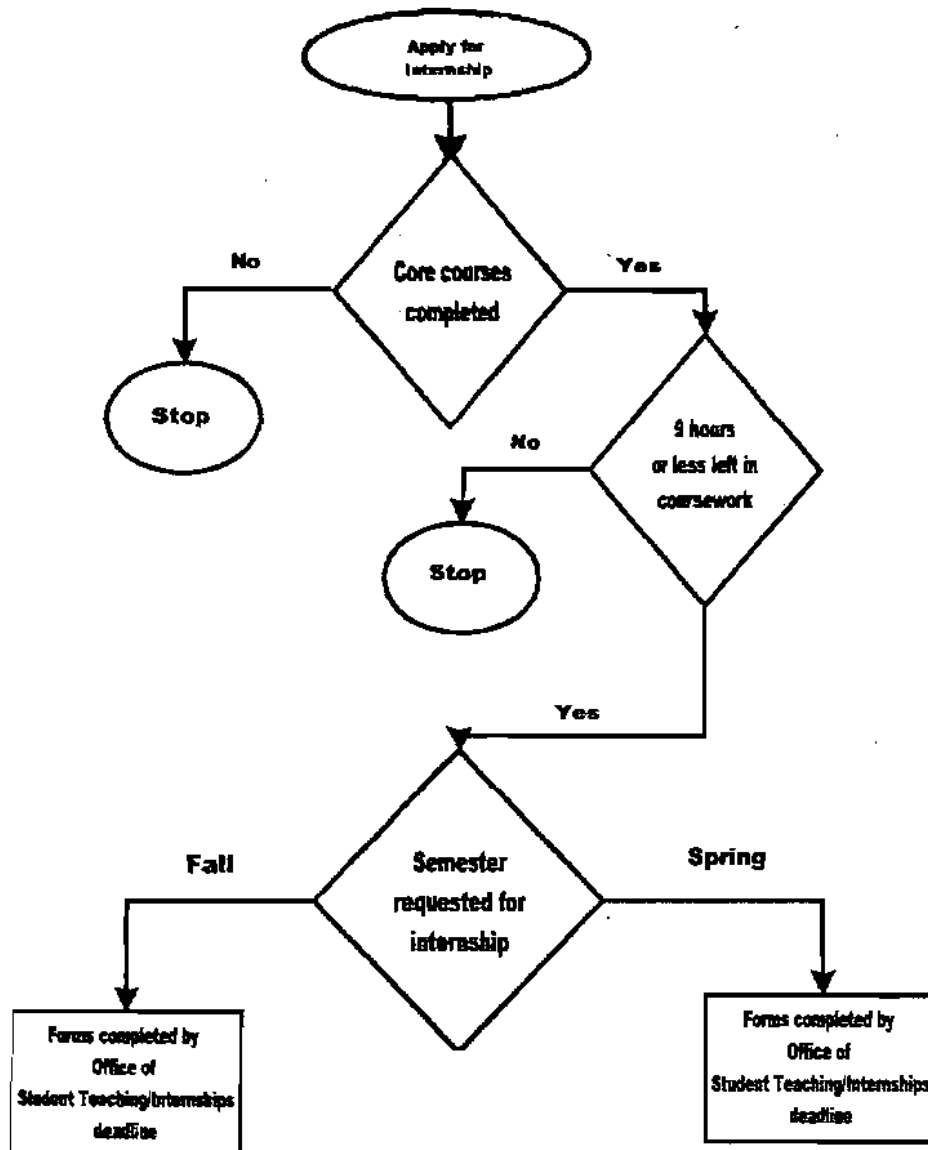 Apply for
Internship
Core courses
completed
No
Yes
Stop
9 hours
or less left in
coursework
No
Stop
Yes
Semester
requested for
internship
Fall
Spring
Forms completed by
Office of
Student Teaching/Internships
deadline
Forms completed by
Office of
Student Teaching/Internships
deadline